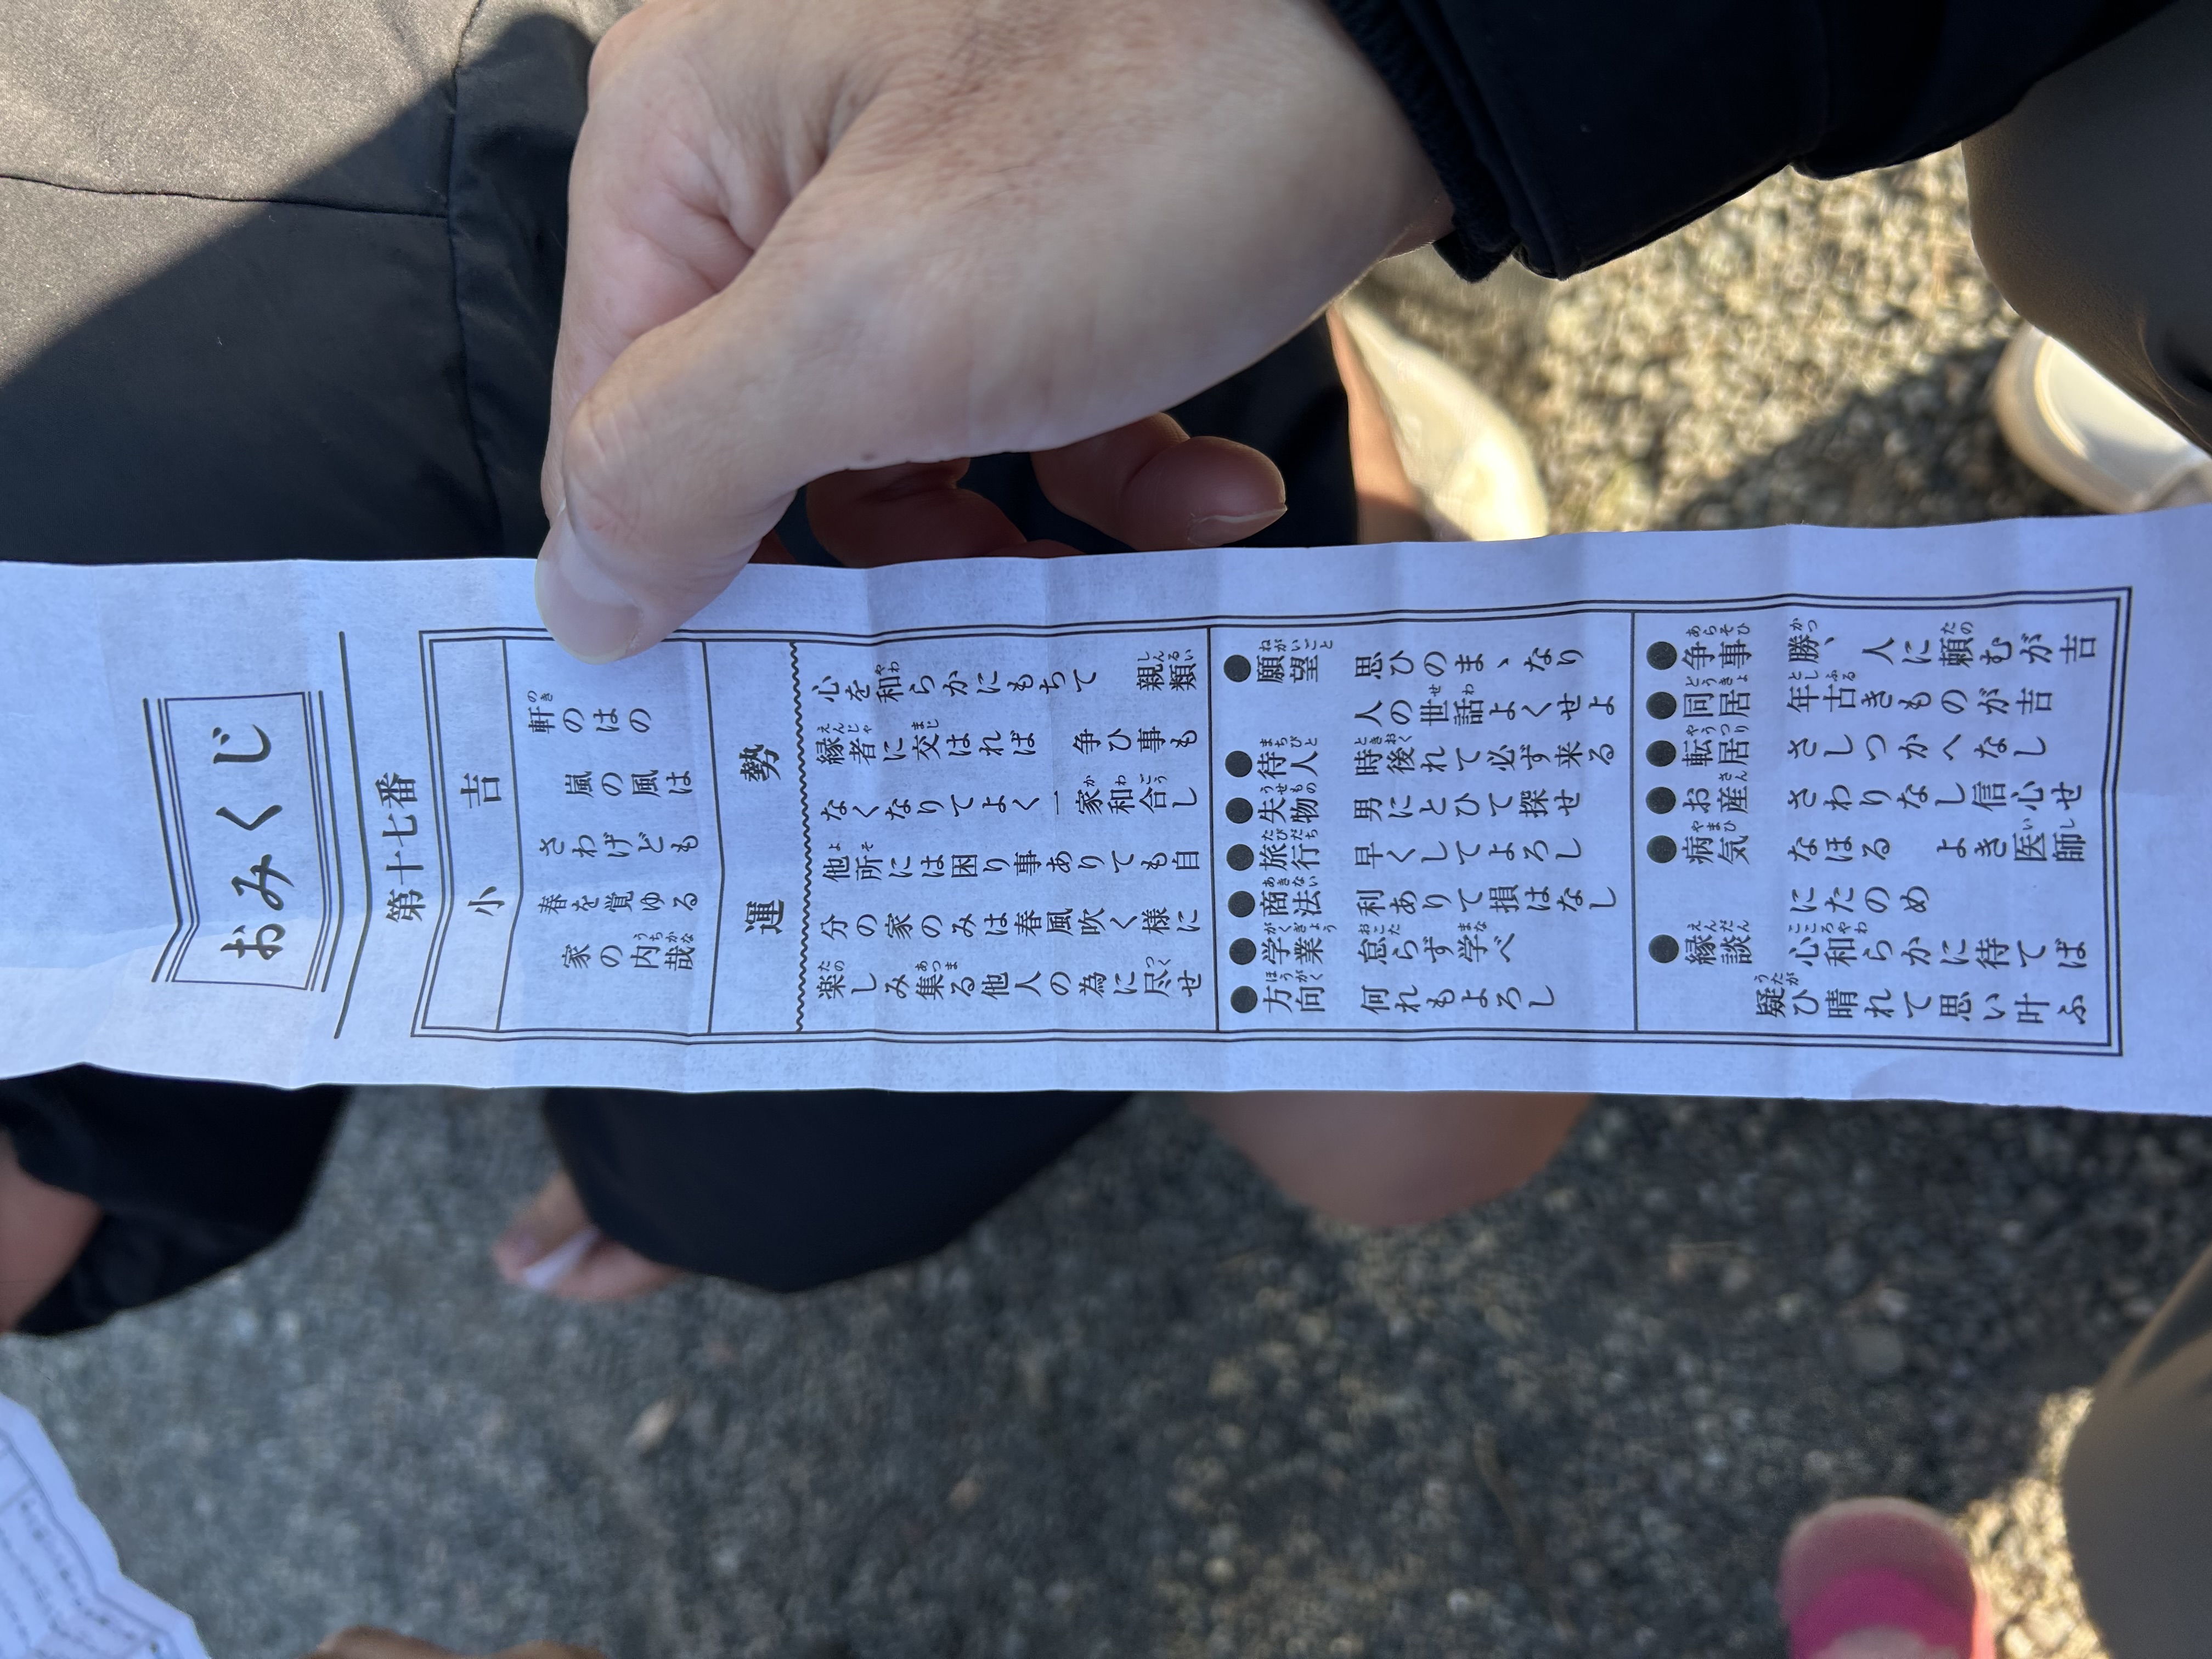 おみくじ
第十七番
小吉
軒のはの
嵐の風は
さわげども
春を覚ゆる
家の内哉
運勢
心を和らかにもちて 親類
縁者に交はれば 争ひ事も
なくなりてよく一家和合し
他所には困り事ありても自
分の家のみは春風吹く様に
楽しみ集る他人の為に尽せ
●願望 思ひのまゝなり
人の世話よくせよ
●待人 時後れて必ず来る
●失物 男にとひて探せ
●旅行 早くしてよろし
●商法 利ありて損はなし
●学業 怠らず学べ
●方向 何れもよろし
●争事 勝、人に頼むが吉
●同居 年古きものが吉
●転居 さしつかへなし
●お産 さわりなし信心せ
●病気 なほる よき医師
にたのめ
●縁談 心和らかに待てば
疑ひ晴れて思い叶ふ